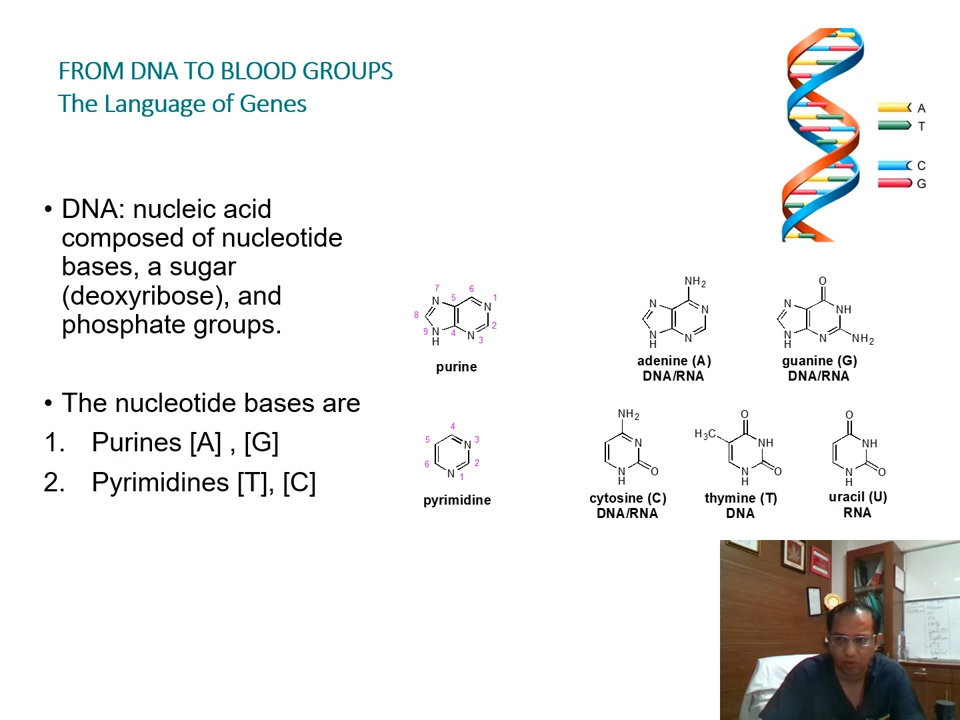 FROM DNA TO BLOOD GROUPS
The Language of Genes
A
T
C
G
• DNA: nucleic acid
composed of nucleotide
bases, a sugar
(deoxyribose), and
phosphate groups.
• The nucleotide bases are
1. Purines [A] , [G]
2. Pyrimidines [T], [C]
7
6
5
1
N
N
8
2
9
N
4
N
3
H
purine
NH2
N
N
N
H
N
adenine (A)
DNA/RNA
O
N
NH
N
H
N
NH2
guanine (G)
DNA/RNA
4
5
3
N
6
2
N
1
pyrimidine
NH2
N
N
H
O
cytosine (C)
DNA/RNA
O
H3C
NH
N
H
O
thymine (T)
DNA
O
NH
N
H
O
uracil (U)
RNA